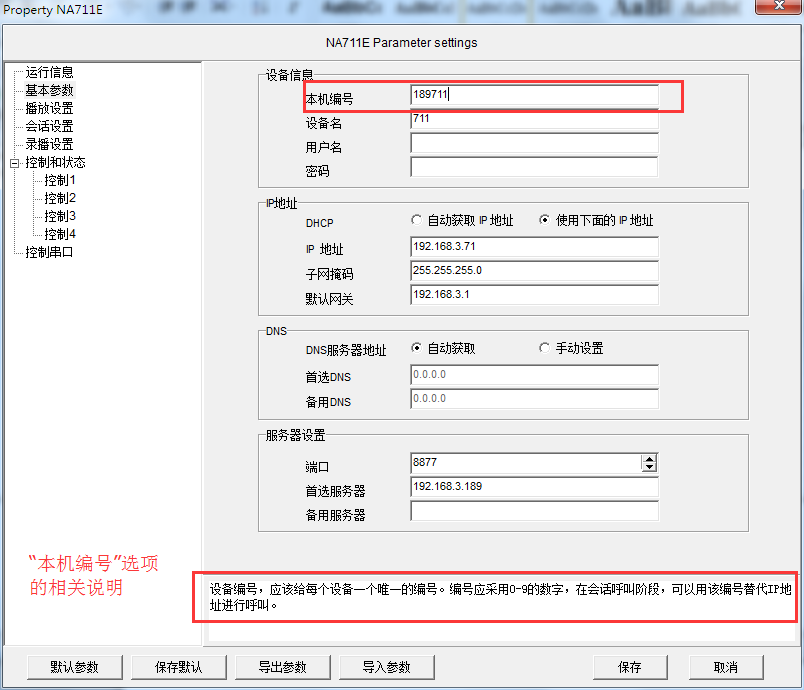 Property NA711E
NA711E Parameter settings
运行信息
基本参数
播放设置
会话设置
录播设置
控制和状态
控制1
控制2
控制3
控制4
控制串口
设备信息
本机编号 189711
设备名 711
用户名
密码
IP地址
DHCP 自动获取 IP 地址 使用下面的 IP 地址
IP 地址 192.168.3.71
子网掩码 255.255.255.0
默认网关 192.168.3.1
DNS
DNS服务器地址 自动获取 手动设置
首选DNS 0.0.0.0
备用DNS 0.0.0.0
服务器设置
端口 8877
首选服务器 192.168.3.189
备用服务器
“本机编号”选项
的相关说明
设备编号，应该给每个设备一个唯一的编号。编号应采用0-9的数字，在会话呼叫阶段，可以用该编号替代IP地
址进行呼叫。
默认参数 保存默认 导出参数 导入参数 保存 取消